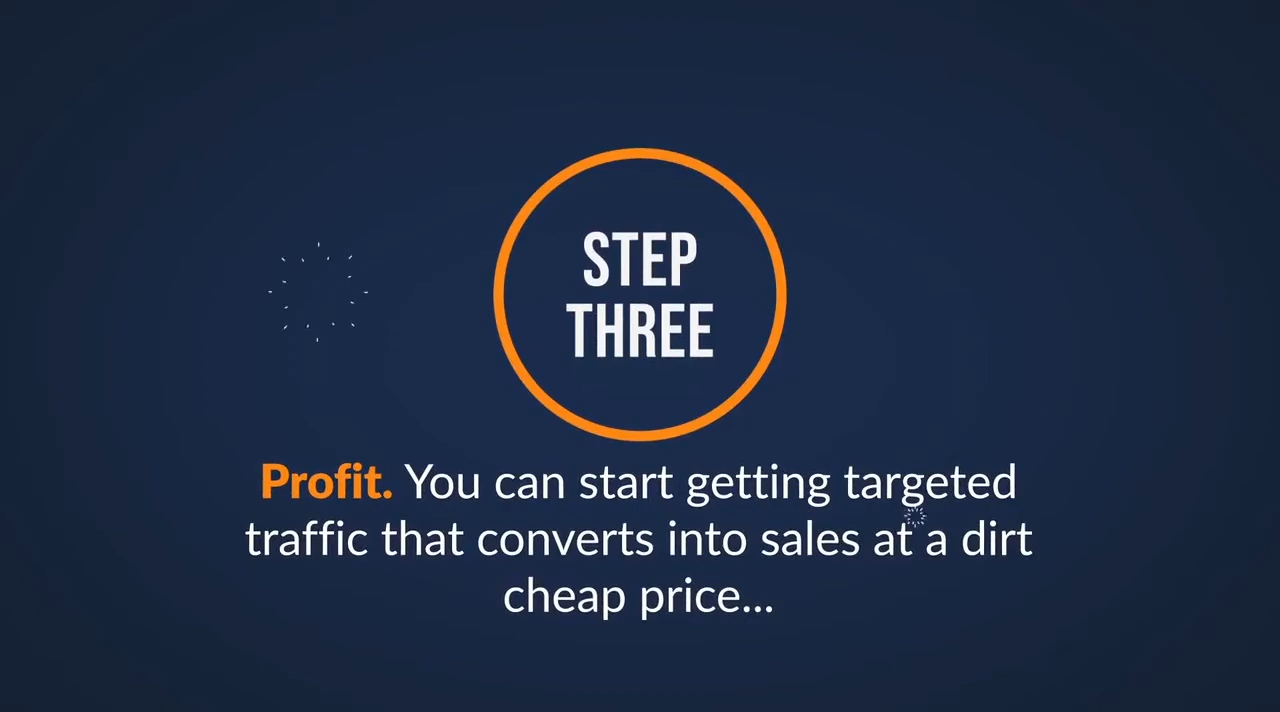 STEP
THREE
Profit. You can start getting targeted
traffic that converts into sales at a dirt
cheap price...